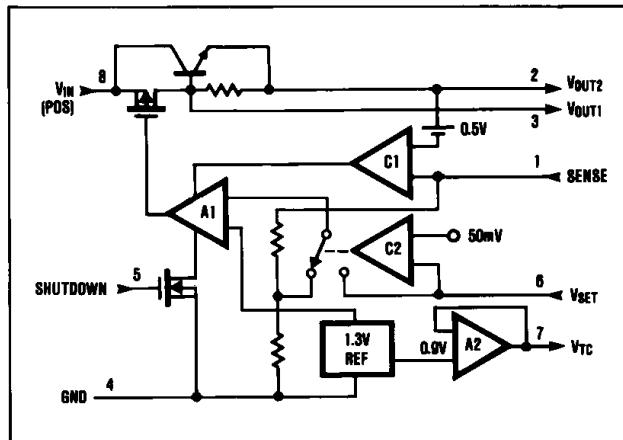 8
VIN
(POS)
2
VOUT2
3
VOUT1
0.5V
C1
1
SENSE
A1
C2
50mV
5
SHUTDOWN
6
VSET
1.3V
REF
0.9V
A2
7
VTC
4
GND